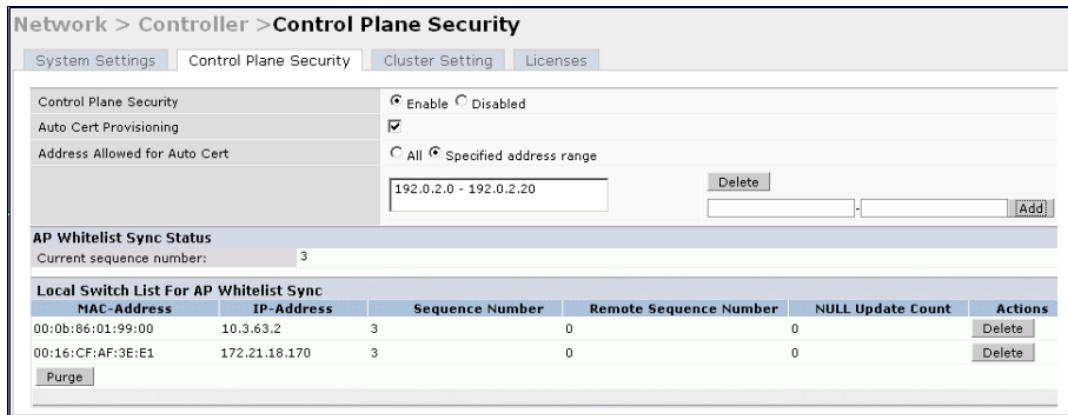 Network > Controller >Control Plane Security
System Settings Control Plane Security Cluster Setting Licenses
Control Plane Security Enable Disabled
Auto Cert Provisioning
Address Allowed for Auto Cert All Specified address range
192.0.2.0 - 192.0.2.20 Delete
- Add
AP Whitelist Sync Status
Current sequence number: 3
Local Switch List For AP Whitelist Sync
MAC-Address IP-Address Sequence Number Remote Sequence Number NULL Update Count Actions
00:0b:86:01:99:00 10.3.63.2 3 0 0 Delete
00:16:CF:AF:3E:E1 172.21.18.170 3 0 0 Delete
Purge